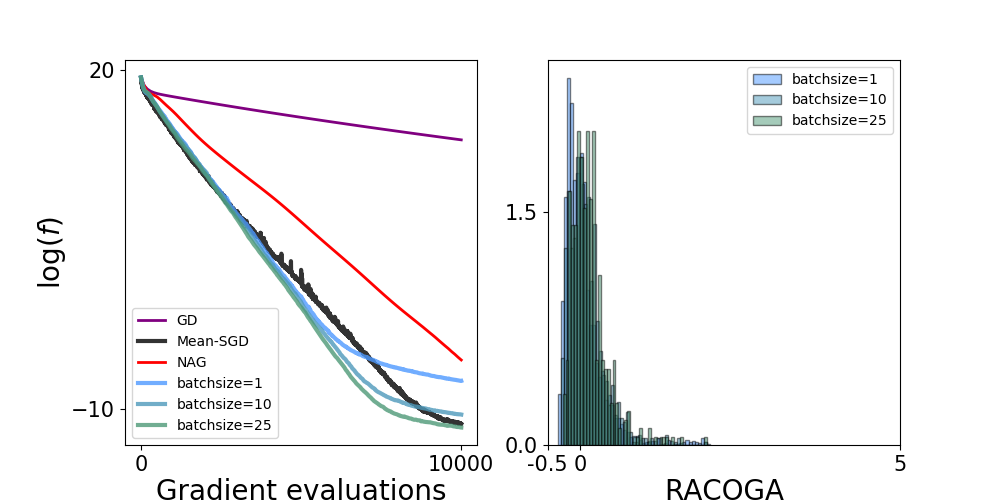 20
−10
0
10000
log(f)
Gradient evaluations
GD
Mean-SGD
NAG
batchsize=1
batchsize=10
batchsize=25
1.5
0.0
-0.5 0
5
RACOGA
batchsize=1
batchsize=10
batchsize=25